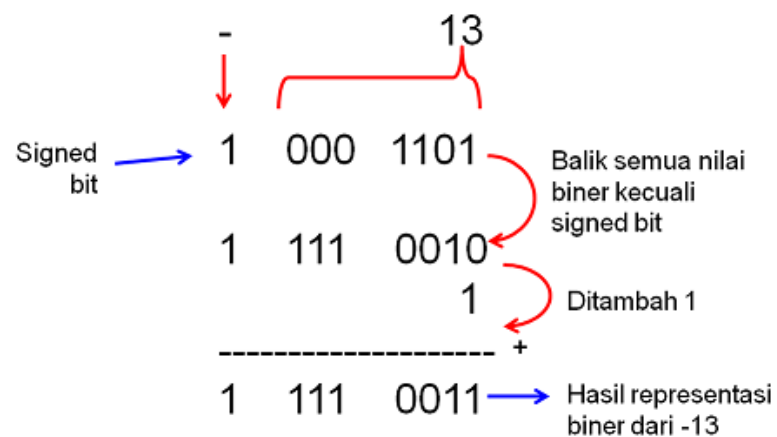 - 13
Signed
bit
1 000 1101
Balik semua nilai
biner kecuali
signed bit
1 111 0010
1
Ditambah 1
-------------------- +
1 111 0011
Hasil representasi
biner dari -13